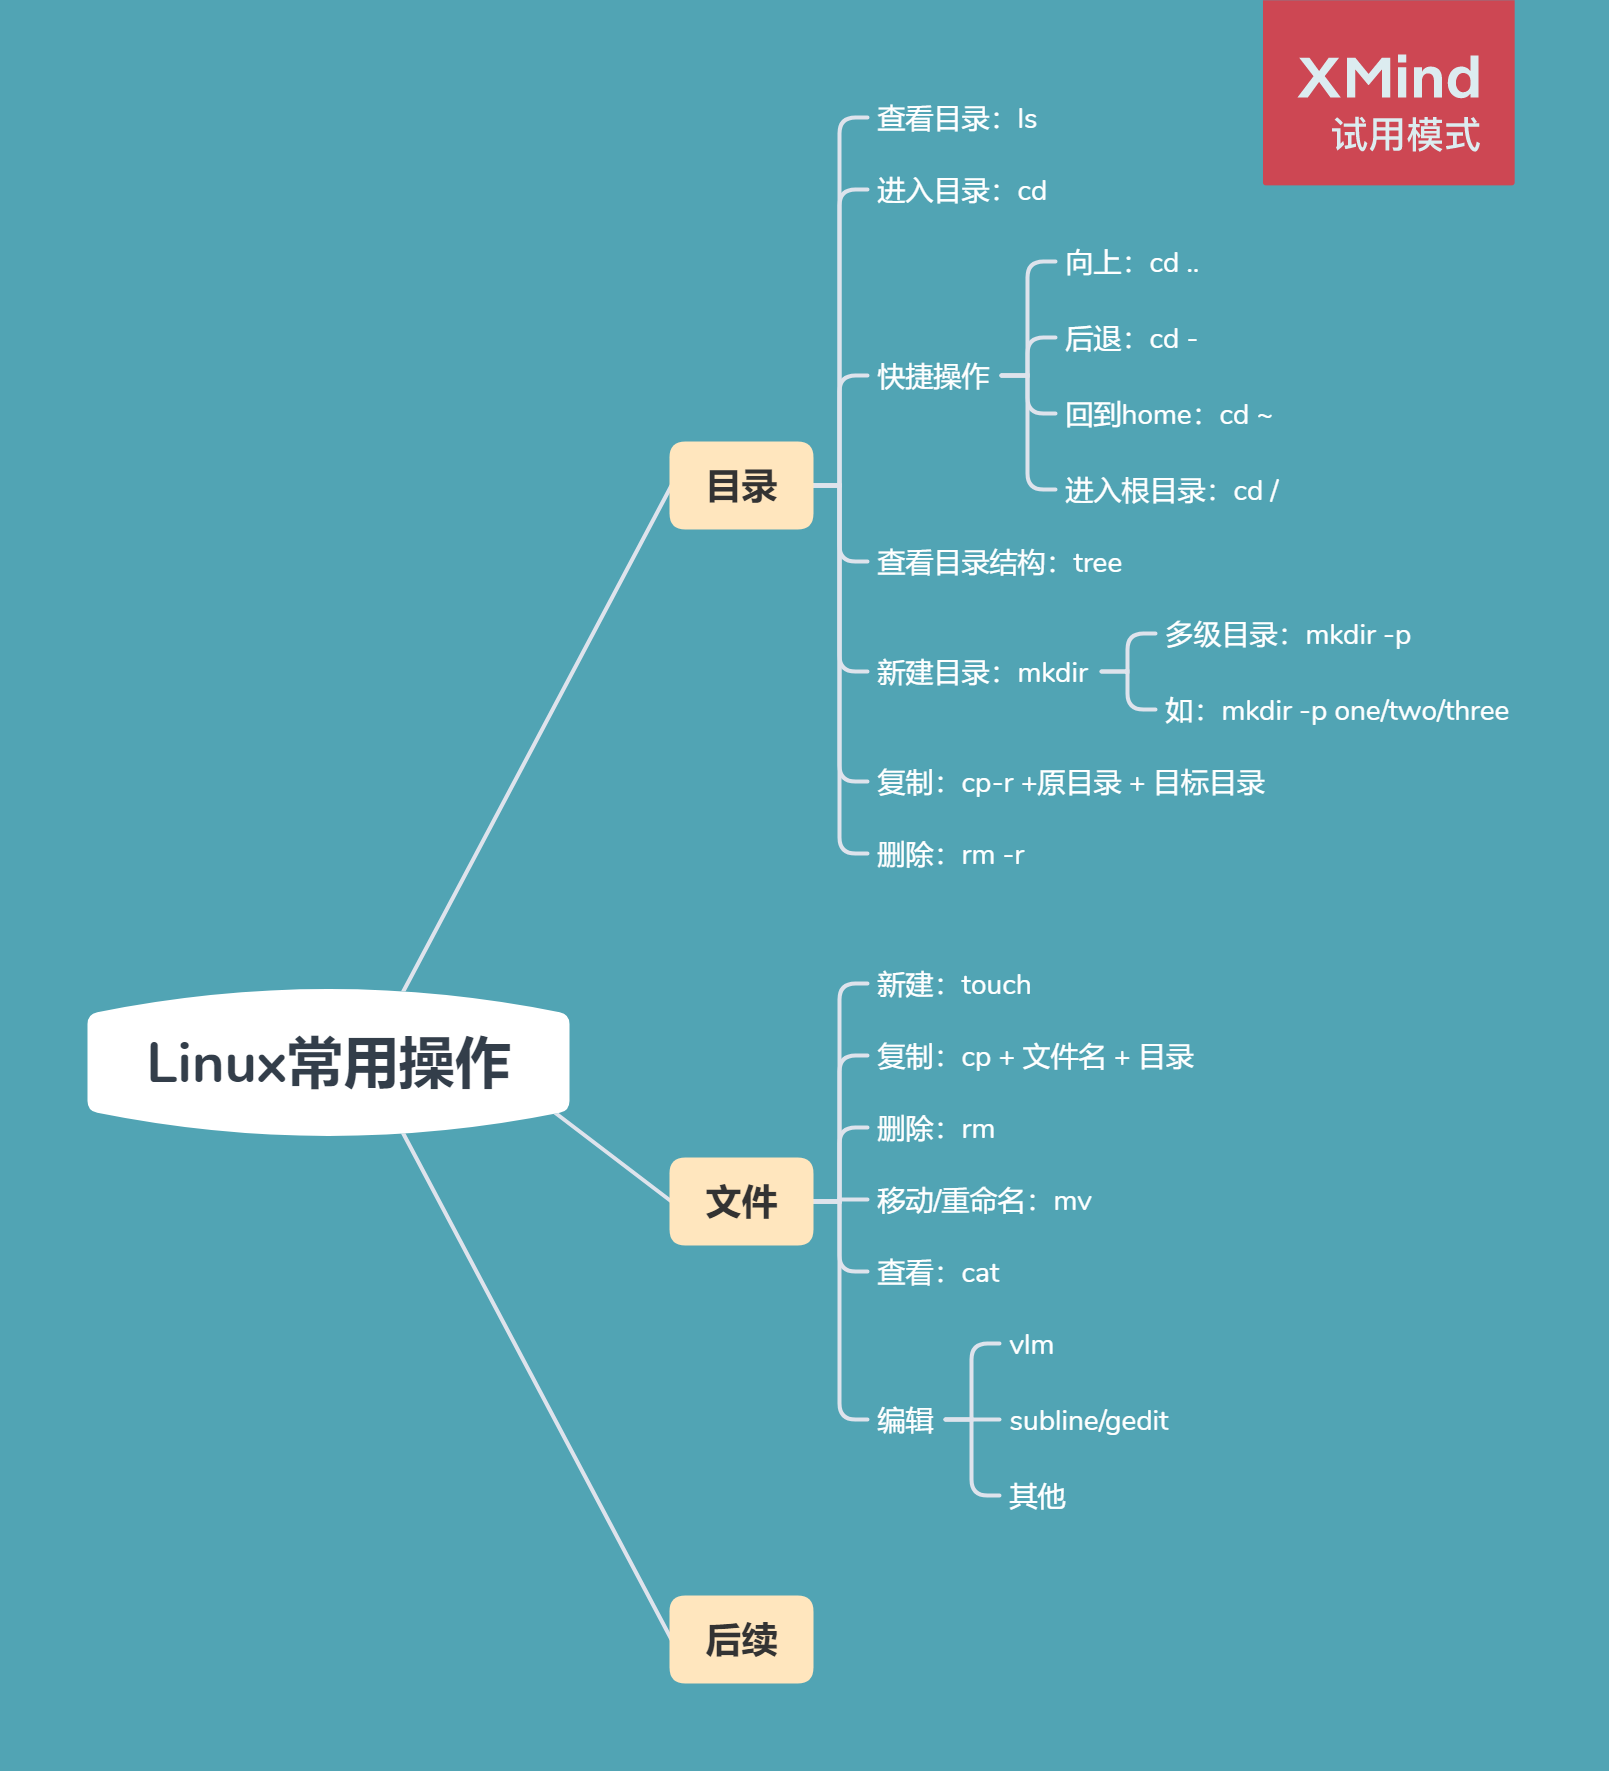 XMind
试用模式
Linux常用操作
目录
查看目录：ls
进入目录：cd
快捷操作
向上：cd ..
后退：cd -
回到home：cd ~
进入根目录：cd /
查看目录结构：tree
新建目录：mkdir
多级目录：mkdir -p
如：mkdir -p one/two/three
复制：cp-r +原目录 + 目标目录
删除：rm -r
文件
新建：touch
复制：cp + 文件名 + 目录
删除：rm
移动/重命名：mv
查看：cat
编辑
vlm
subline/gedit
其他
后续